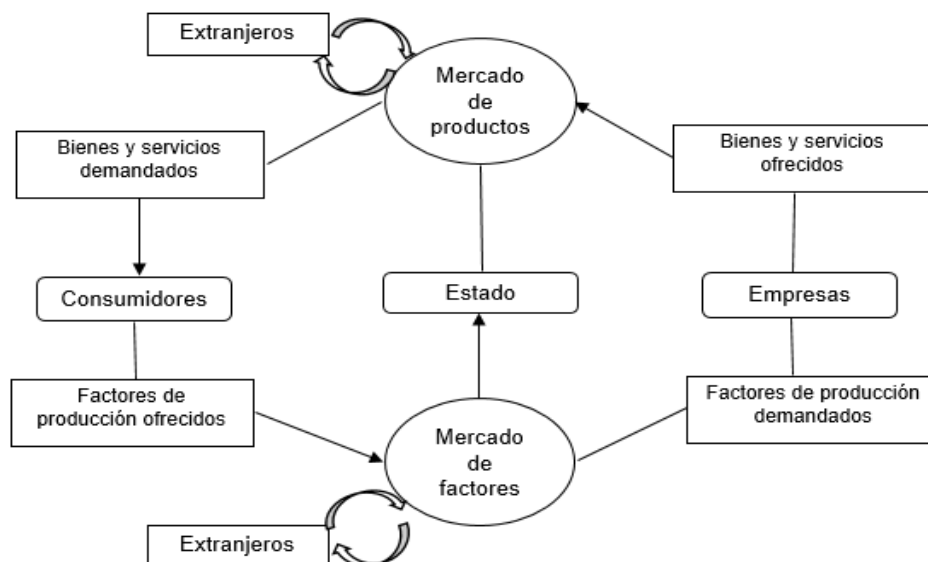 Extranjeros
Mercado
de
productos
Bienes y servicios
demandados
Bienes y servicios
ofrecidos
Consumidores
Estado
Empresas
Factores de
producción ofrecidos
Mercado
de
factores
Factores de producción
demandados
Extranjeros